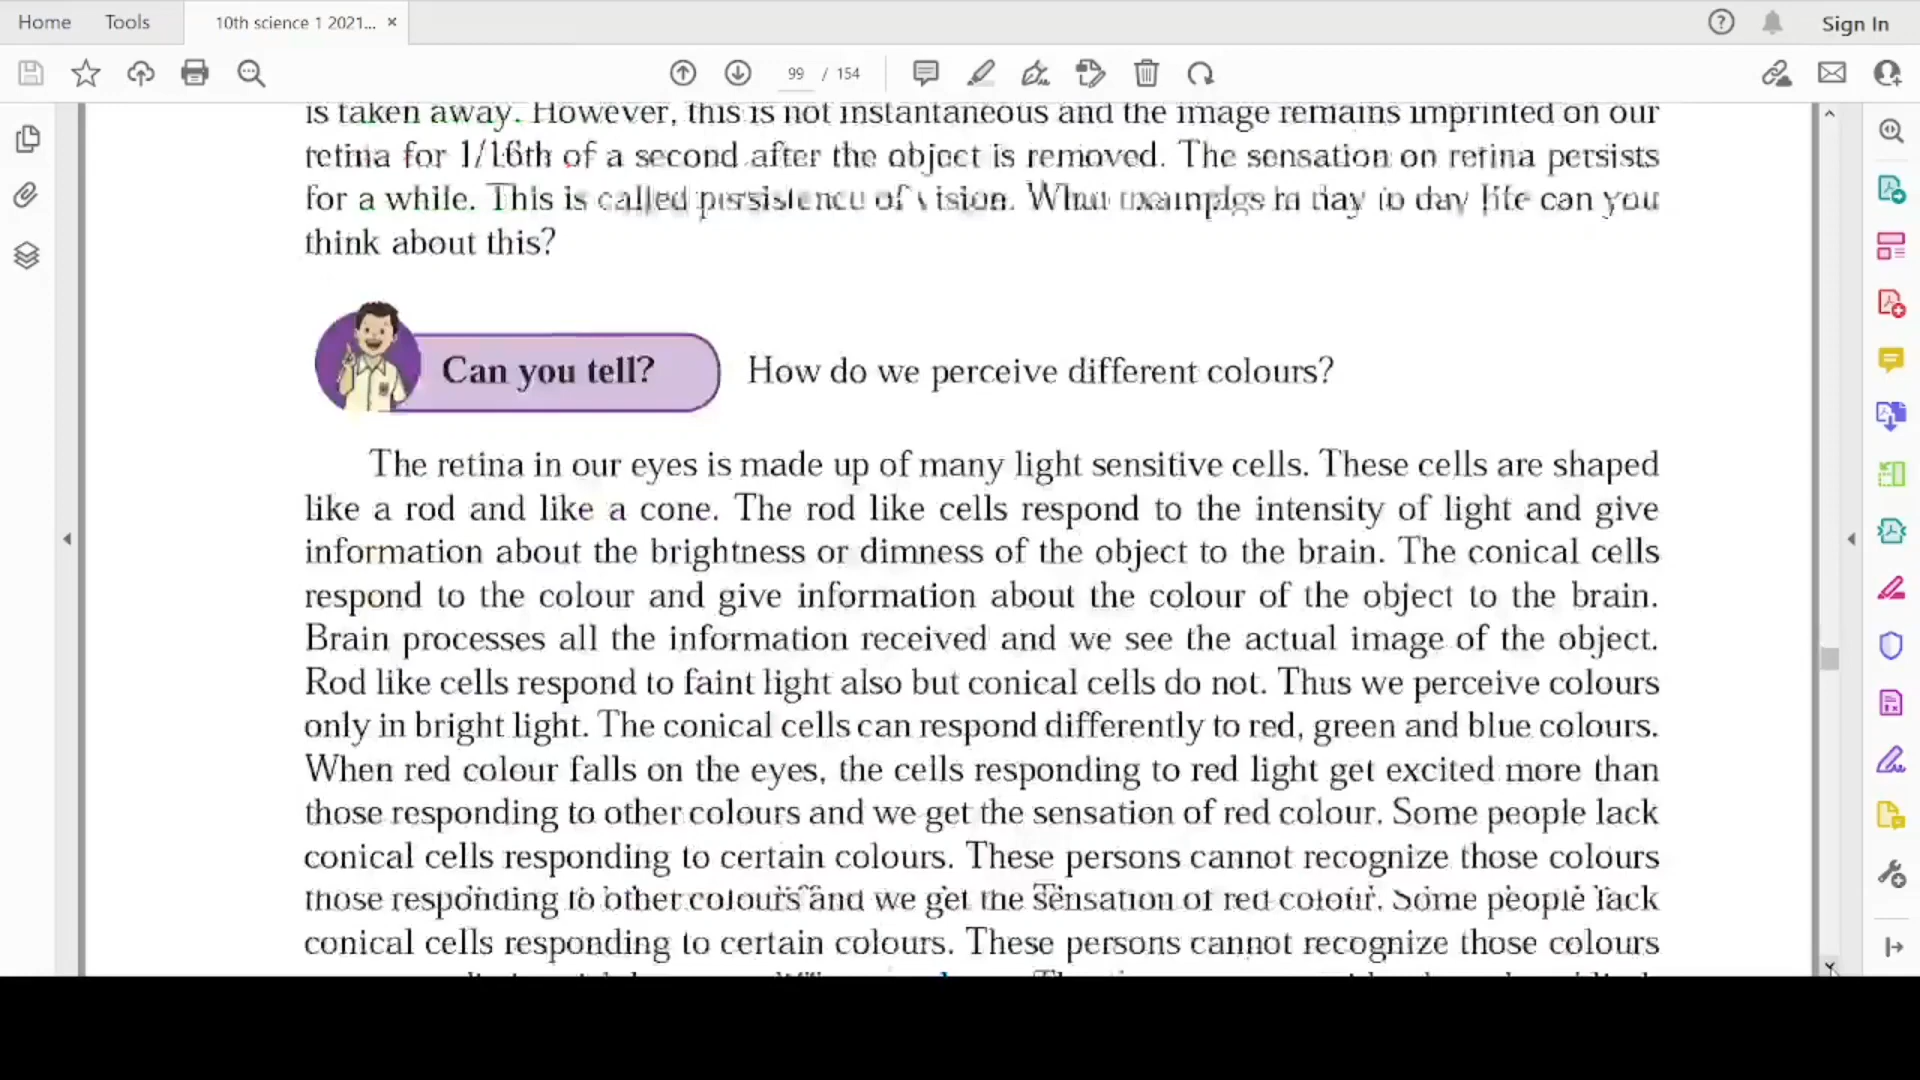 Home Tools 10th science 1 2021... × Sign In
99 / 154
is taken away. However, this is not instantaneous and the image remains imprinted on our
retina for 1/16th of a second after the object is removed. The sensation on retina persists
for a while. This is called persistence of vision. What examples in day to day life can you
think about this?
Can you tell? How do we perceive different colours?
The retina in our eyes is made up of many light sensitive cells. These cells are shaped
like a rod and like a cone. The rod like cells respond to the intensity of light and give
information about the brightness or dimness of the object to the brain. The conical cells
respond to the colour and give information about the colour of the object to the brain.
Brain processes all the information received and we see the actual image of the object.
Rod like cells respond to faint light also but conical cells do not. Thus we perceive colours
only in bright light. The conical cells can respond differently to red, green and blue colours.
When red colour falls on the eyes, the cells responding to red light get excited more than
those responding to other colours and we get the sensation of red colour. Some people lack
conical cells responding to certain colours. These persons cannot recognize those colours
those responding to other colours and we get the sensation of red colour. Some people lack
conical cells responding to certain colours. These persons cannot recognize those colours